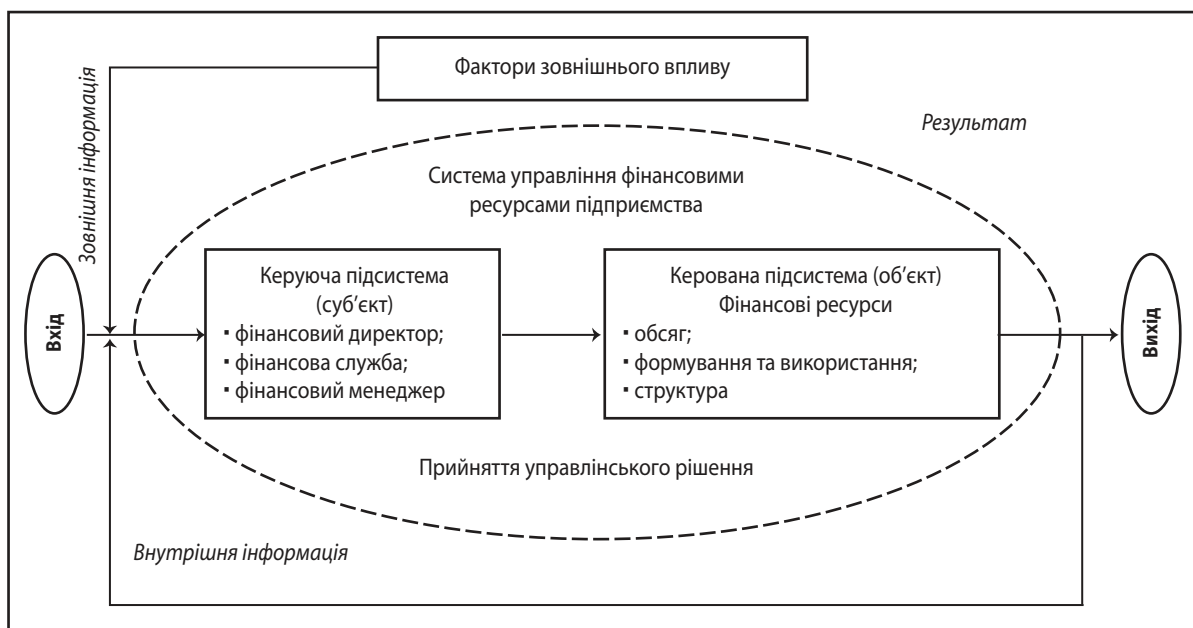 Фактори зовнішнього впливу
Зовнішня інформація
Результат
Система управління фінансовими
ресурсами підприємства
Вхід
Керуюча підсистема
(суб’єкт)
▪ фінансовий директор;
▪ фінансова служба;
▪ фінансовий менеджер
Керована підсистема (об’єкт)
Фінансові ресурси
▪ обсяг;
▪ формування та використання;
▪ структура
Вихід
Прийняття управлінського рішення
Внутрішня інформація